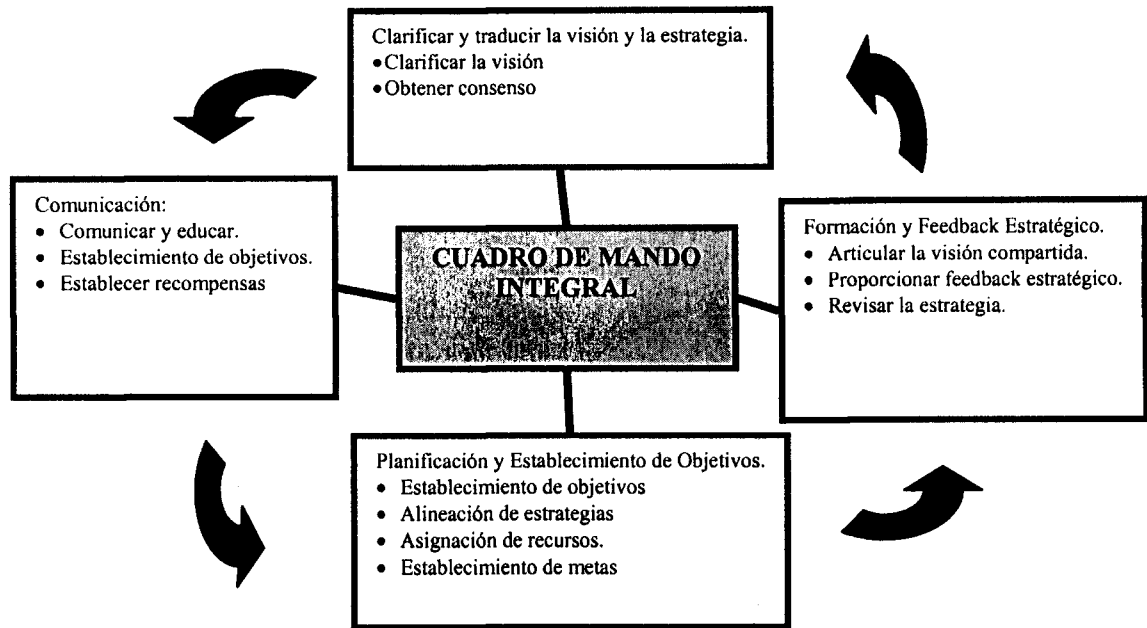 Clarificar y traducir la visión y la estrategia.
•Clarificar la visión
•Obtener consenso
Comunicación:
• Comunicar y educar.
• Establecimiento de objetivos.
• Establecer recompensas
CUADRO DE MANDO
INTEGRAL
Formación y Feedback Estratégico.
• Articular la visión compartida.
• Proporcionar feedback estratégico.
• Revisar la estrategia.
Planificación y Establecimiento de Objetivos.
• Establecimiento de objetivos
• Alineación de estrategias
• Asignación de recursos.
• Establecimiento de metas